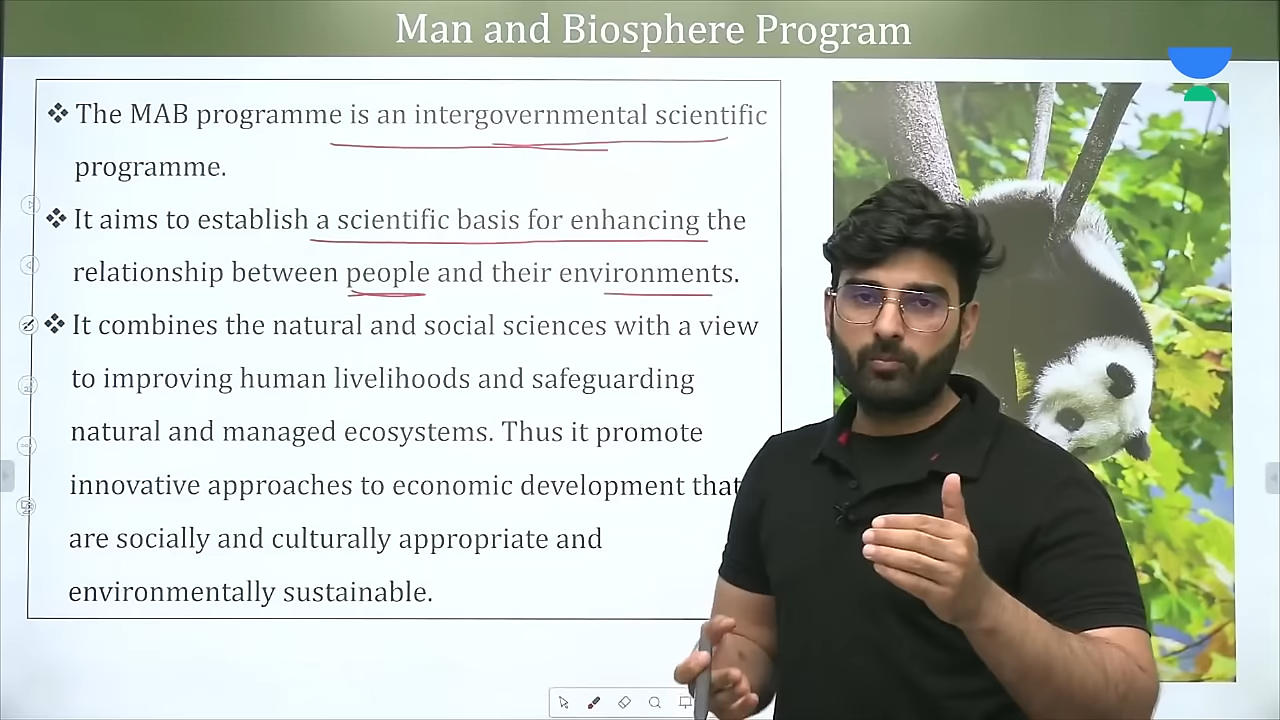 Man and Biosphere Program
❖ The MAB programme is an intergovernmental scientific
programme.
❖ It aims to establish a scientific basis for enhancing the
relationship between people and their environments.
❖ It combines the natural and social sciences with a view
to improving human livelihoods and safeguarding
natural and managed ecosystems. Thus it promote
innovative approaches to economic development that
are socially and culturally appropriate and
environmentally sustainable.